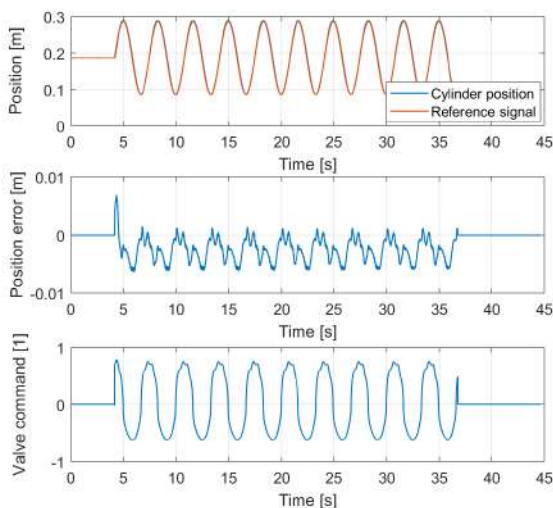 Position [m]
0.3
0.2
0.1
0
0 5 10 15 20 25 30 35 40 45
Cylinder position
Reference signal
Time [s]
Position error [m]
0.01
0
-0.01
0 5 10 15 20 25 30 35 40 45
Time [s]
Valve command [1]
1
0
-1
0 5 10 15 20 25 30 35 40 45
Time [s]